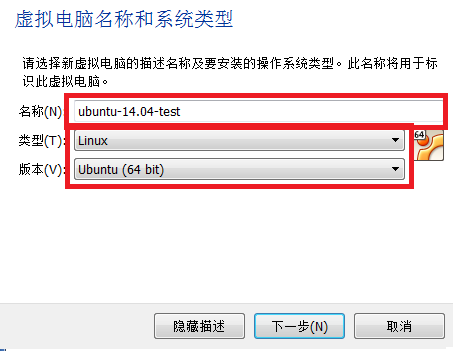 虚拟电脑名称和系统类型
请选择新虚拟电脑的描述名称及要安装的操作系统类型。此名称将用于标
识此虚拟电脑。
名称(N): ubuntu-14.04-test
类型(T): Linux
64
版本(V): Ubuntu (64 bit)
隐藏描述 下一步(N) 取消